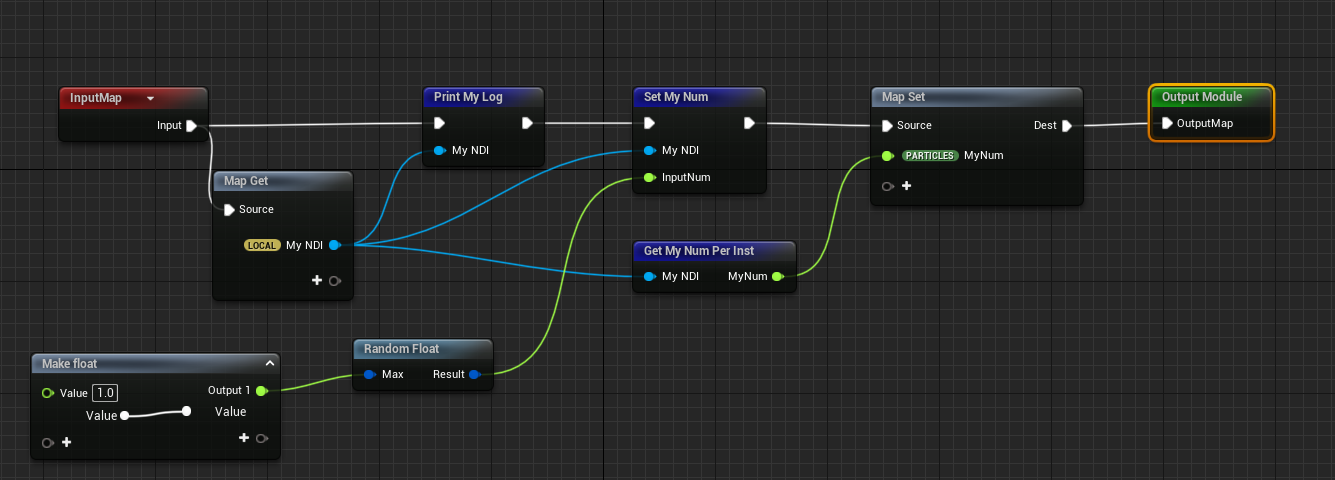 InputMap
Input
Print My Log
My NDI
Set My Num
My NDI
InputNum
Map Set
Source
Dest
PARTICLES MyNum
Output Module
OutputMap
Map Get
Source
LOCAL My NDI
Get My Num Per Inst
My NDI
MyNum
Make float
Value 1.0
Output 1
Value
Value
Random Float
Max
Result